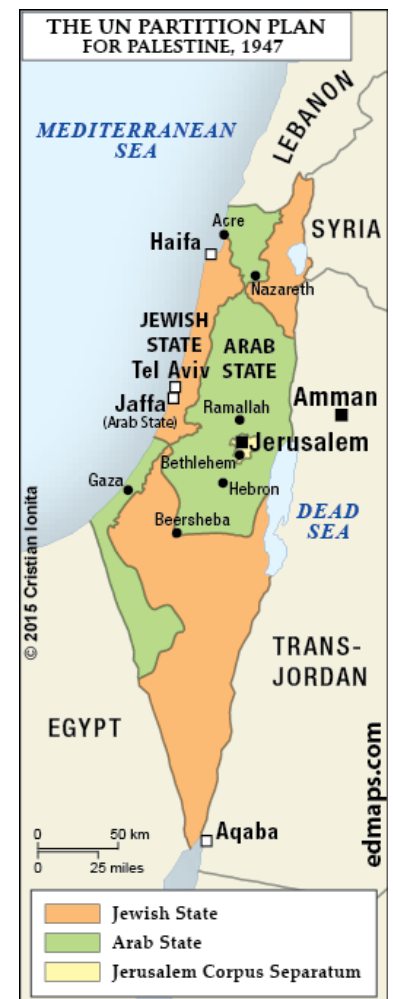 THE UN PARTITION PLAN
FOR PALESTINE, 1947
MEDITERRANEAN
SEA
LEBANON
SYRIA
Acre
Haifa
Nazareth
JEWISH
STATE
ARAB
STATE
Tel Aviv
Jaffa
(Arab State)
Ramallah
Amman
Jerusalem
Bethlehem
Gaza
Hebron
Beersheba
DEAD
SEA
© 2015 Cristian Ionita
TRANS-
JORDAN
EGYPT
edmaps.com
0 50 km
0 25 miles
Aqaba
Jewish State
Arab State
Jerusalem Corpus Separatum